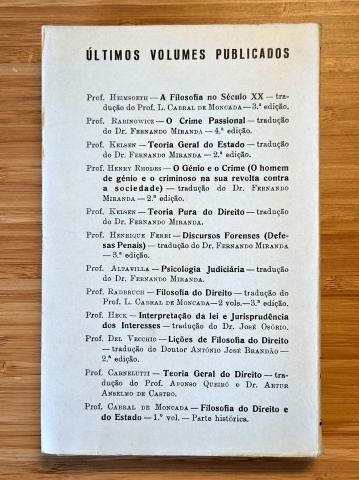 ÚLTIMOS VOLUMES PUBLICADOS
Prof. HEIMSOETH — A Filosofia no Século XX — tra-
dução do Prof. L. CABRAL DE MONCADA — 3.ª edição.
Prof. RABINOWICZ — O Crime Passional — tradução
do Dr. FERNANDO MIRANDA — 4.ª edição.
Prof. KELSEN — Teoria Geral do Estado — tradução
do Dr. FERNANDO MIRANDA — 2.ª edição.
Prof. HENRY RHODES — O Génio e o Crime (O homem
de génio e o criminoso na sua revolta contra
a sociedade) — tradução do Dr. FERNANDO
MIRANDA — 2.ª edição.
Prof. KELSEN — Teoria Pura do Direito — tradução
do Dr. FERNANDO MIRANDA.
Prof. HENRIQUE FERRI — Discursos Forenses (Defe-
sas Penais) — tradução do Dr. FERNANDO MIRANDA
— 3.ª edição.
Prof. ALTAVILLA — Psicologia Judiciária — tradução
do Dr. FERNANDO MIRANDA.
Prof. RADBRUCH — Filosofia do Direito — tradução do
Prof. L. CABRAL DE MONCADA — 2 vols. — 3.ª edição.
Prof. HECK — Interpretação da lei e Jurisprudência
dos Interesses — tradução do Dr. JOSÉ OSÓRIO.
Prof. DEL VECCHIO — Lições de Filosofia do Direito
— tradução do Doutor ANTÓNIO JOSÉ BRANDÃO —
2.ª edição.
Prof. CARNELUTTI — Teoria Geral do Direito — tra-
dução do Prof. AFONSO QUEIRÓ e Dr. ARTUR
ANSELMO DE CASTRO.
Prof. CABRAL DE MONCADA — Filosofia do Direito e
do Estado — 1.º vol. — Parte histórica.